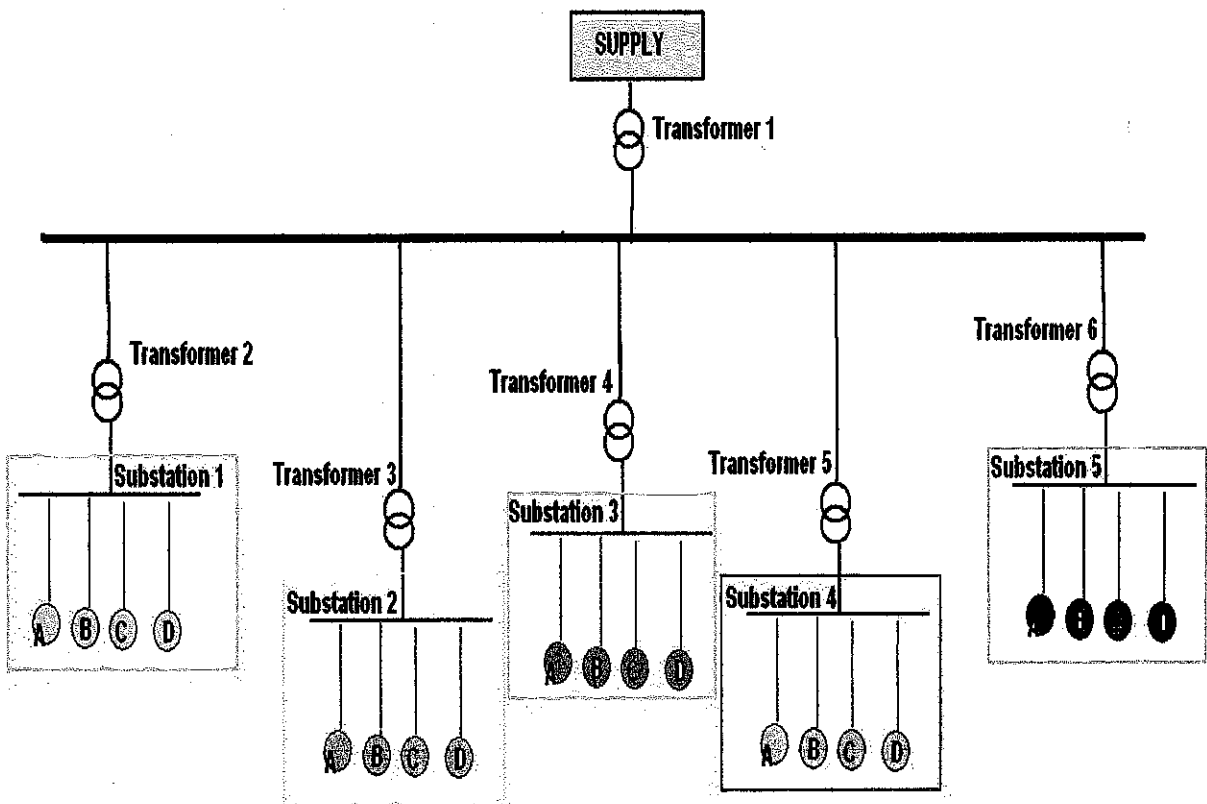 SUPPLY
Transformer 1
Transformer 6
Transformer 2
Transformer 4
Transformer 3
Transformer 5
Substation 1
Substation 5
Substation 3
Substation 2
Substation 4
A B C D
A
A B C D
A B C D
A B D